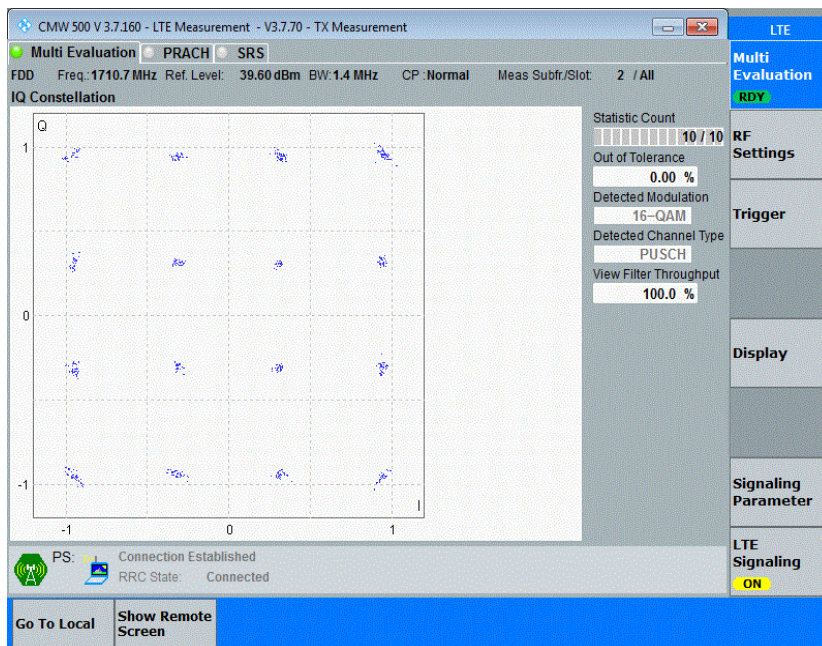 CMW 500 V 3.7.160 - LTE Measurement - V3.7.70 - TX Measurement
LTE
Multi Evaluation PRACH SRS
Multi
Evaluation
RDY
FDD Freq.: 1710.7 MHz Ref. Level: 39.60 dBm BW: 1.4 MHz CP : Normal Meas Subfr./Slot: 2 / All
IQ Constellation
Q
1
0
-1
-1
0
1
I
Statistic Count
10 / 10
Out of Tolerance
0.00 %
Detected Modulation
16-QAM
Detected Channel Type
PUSCH
View Filter Throughput
100.0 %
RF
Settings
Trigger
Display
Signaling
Parameter
LTE
Signaling
ON
PS: Connection Established
RRC State: Connected
Go To Local
Show Remote
Screen